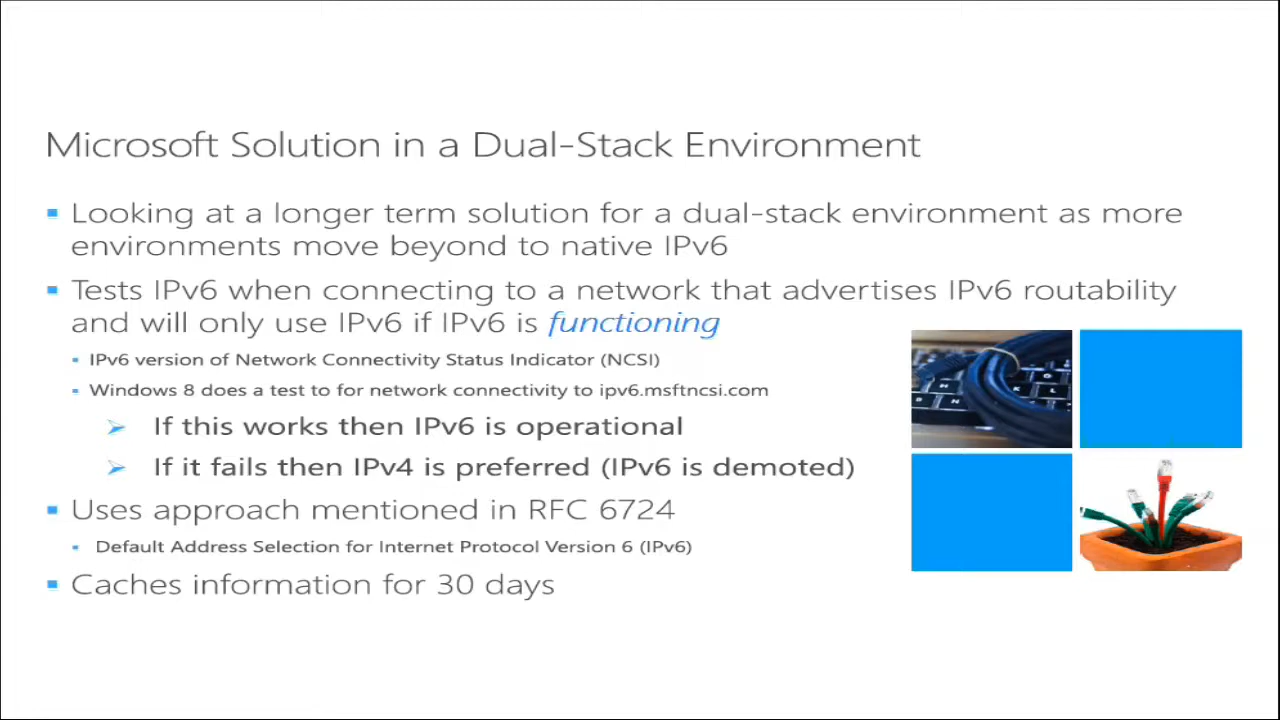 Microsoft Solution in a Dual-Stack Environment
Looking at a longer term solution for a dual-stack environment as more
environments move beyond to native IPv6
Tests IPv6 when connecting to a network that advertises IPv6 routability
and will only use IPv6 if IPv6 is functioning
IPv6 version of Network Connectivity Status Indicator (NCSI)
Windows 8 does a test to for network connectivity to ipv6.msftncsi.com
If this works then IPv6 is operational
If it fails then IPv4 is preferred (IPv6 is demoted)
Uses approach mentioned in RFC 6724
Default Address Selection for Internet Protocol Version 6 (IPv6)
Caches information for 30 days